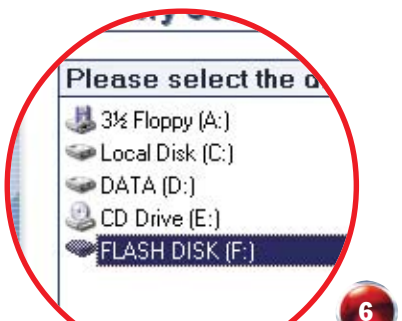 Please select the d
3½ Floppy (A:)
Local Disk (C:)
DATA (D:)
CD Drive (E:)
FLASH DISK (F:)
6